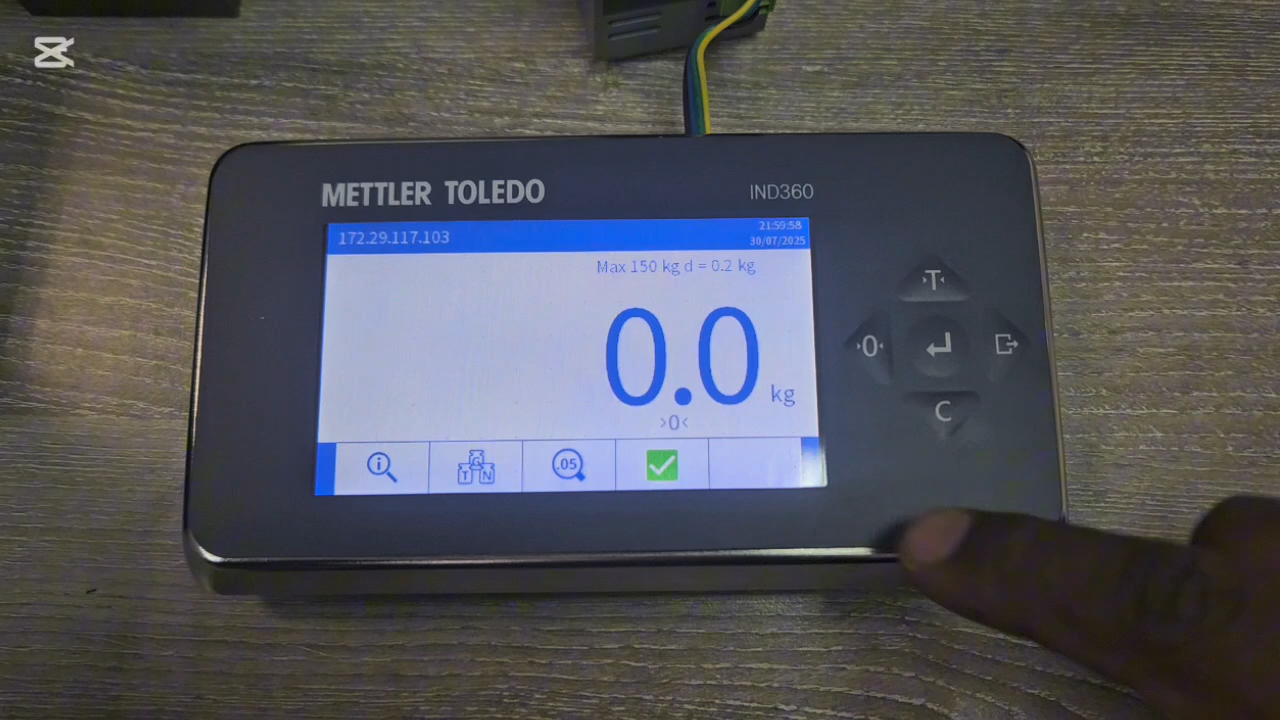 METTLER TOLEDO
IND360
172.29.117.103
21:59:58
30/07/2025
Max 150 kg d = 0.2 kg
0.0 kg
>0<
T G N
.05
T
0
C